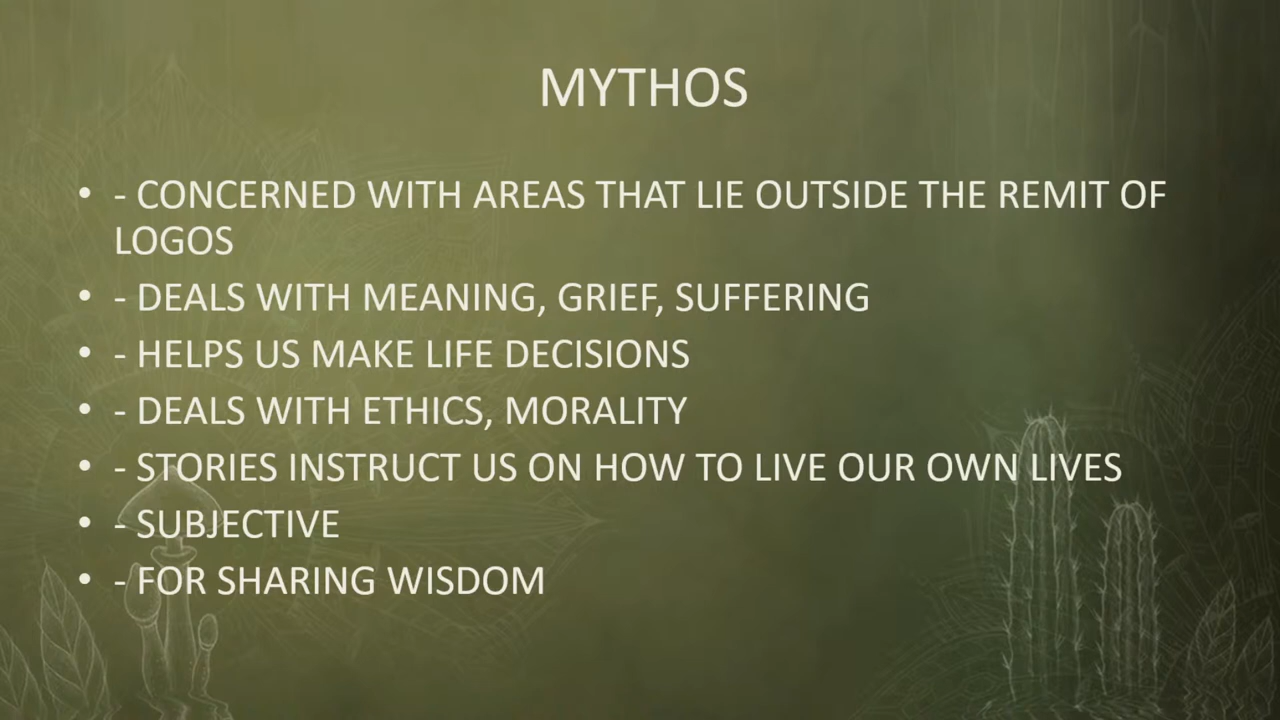 MYTHOS
• - CONCERNED WITH AREAS THAT LIE OUTSIDE THE REMIT OF
LOGOS
• - DEALS WITH MEANING, GRIEF, SUFFERING
• - HELPS US MAKE LIFE DECISIONS
• - DEALS WITH ETHICS, MORALITY
• - STORIES INSTRUCT US ON HOW TO LIVE OUR OWN LIVES
• - SUBJECTIVE
• - FOR SHARING WISDOM